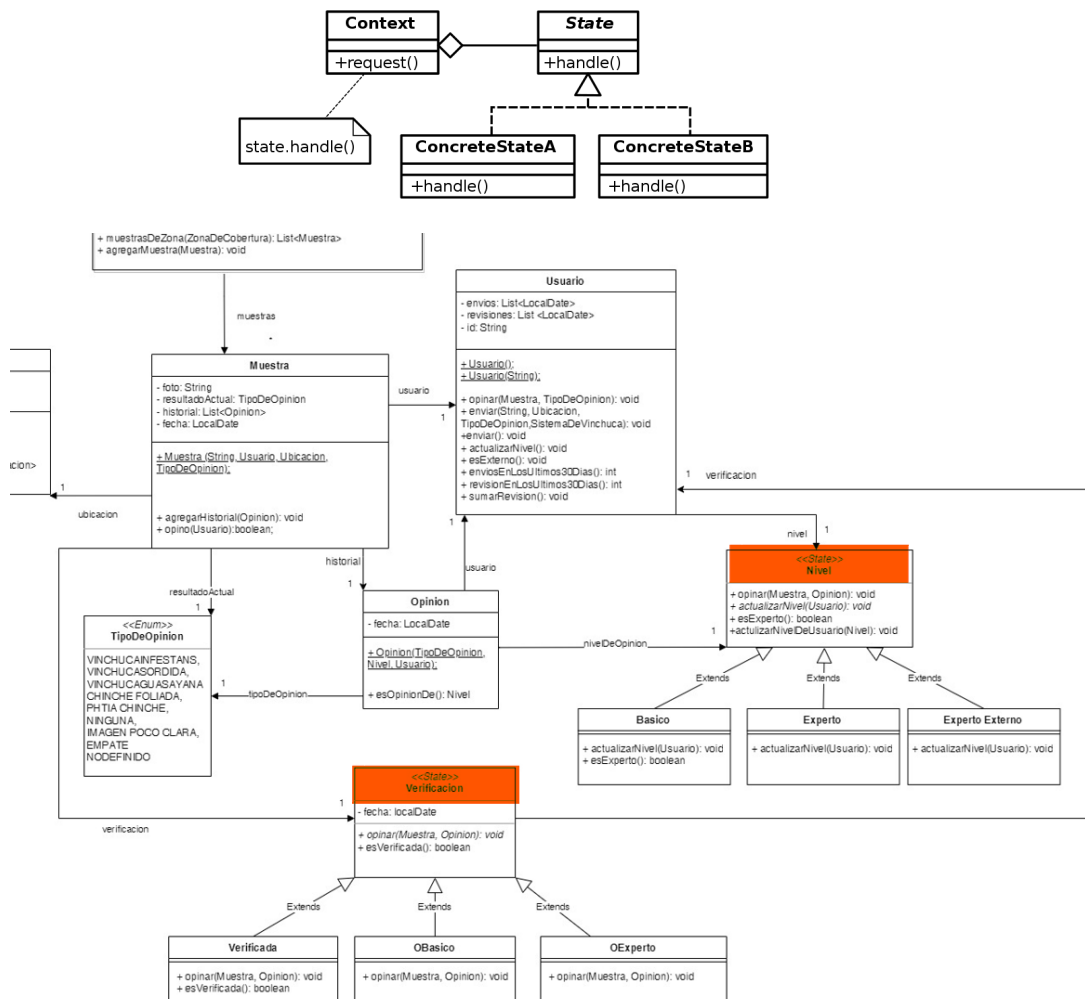 Context
+request()
State
+handle()
state.handle()
ConcreteStateA
+handle()
ConcreteStateB
+handle()
+ muestrasDeZona(ZonaDeCobertura): List<Muestra>
+ agregarMuestra(Muestra): void
muestras
Usuario
- envios: List<LocalDate>
- revisiones: List <LocalDate>
- id: String
+ Usuario();
+ Usuario(String);
+ opinar(Muestra, TipoDeOpinion): void
+ enviar(String, Ubicacion,
TipoDeOpinion,SistemaDeVinchuca): void
+enviar(): void
+ actualizarNivel(): void
+ esExterno(): void
+ enviosEnLosUltimos30Dias(): int
+ revisionEnLosUltimos30Dias(): int
+ sumarRevision(): void
Muestra
- foto: String
- resultadoActual: TipoDeOpinion
- historial: List<Opinion>
- fecha: LocalDate
+ Muestra (String, Usuario, Ubicacion,
TipoDeOpinion);
+ agregarHistorial(Opinion): void
+ opino(Usuario):boolean;
usuario
1
acion>
1
ubicacion
1
verificacion
nivel
1
historial
1
1
usuario
resultadoActual
1
<<State>>
Nivel
+ opinar(Muestra, Opinion): void
+ actualizarNivel(Usuario): void
+ esExperto(): boolean
+actulizarNivelDeUsuario(Nivel): void
Opinion
- fecha: LocalDate
+ Opinion(TipoDeOpinion,
Nivel, Usuario);
+ esOpinionDe(): Nivel
nivelDeOpinion
1
<<Enum>>
TipoDeOpinion
VINCHUCAINFESTANS,
VINCHUCASORDIDA,
VINCHUCAGUASAYANA
CHINCHE FOLIADA,
PHTIA CHINCHE,
NINGUNA,
IMAGEN POCO CLARA,
EMPATE
NODEFINIDO
1
tipoDeOpinion
Extends
Extends
Extends
Basico
+ actualizarNivel(Usuario): void
+ esExperto(): boolean
Experto
+ actualizarNivel(Usuario): void
Experto Externo
+ actualizarNivel(Usuario): void
<<State>>
Verificacion
- fecha: localDate
+ opinar(Muestra, Opinion): void
+ esVerificada(): boolean
1
verificacion
Extends
Extends
Extends
Verificada
+ opinar(Muestra, Opinion): void
+ esVerificada(): boolean
OBasico
+ opinar(Muestra, Opinion): void
OExperto
+ opinar(Muestra, Opinion): void